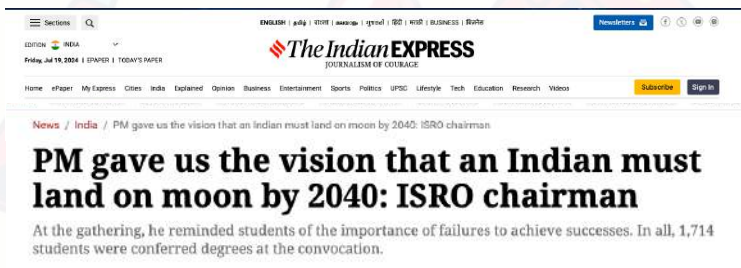 Sections
ENGLISH | தமிழ் | বাংলা | മലയാളം | ગુજરાતી | हिंदी | मराठी | BUSINESS | बिज़नेस
Newsletters
EDITION INDIA
The Indian EXPRESS
JOURNALISM OF COURAGE
Friday, Jul 19, 2024 | EPAPER | TODAY'S PAPER
Home ePaper My Express Cities India Explained Opinion Business Entertainment Sports Politics UPSC Lifestyle Tech Education Research Videos Subscribe Sign In
News / India / PM gave us the vision that an Indian must land on moon by 2040: ISRO chairman
PM gave us the vision that an Indian must
land on moon by 2040: ISRO chairman
At the gathering, he reminded students of the importance of failures to achieve successes. In all, 1,714
students were conferred degrees at the convocation.